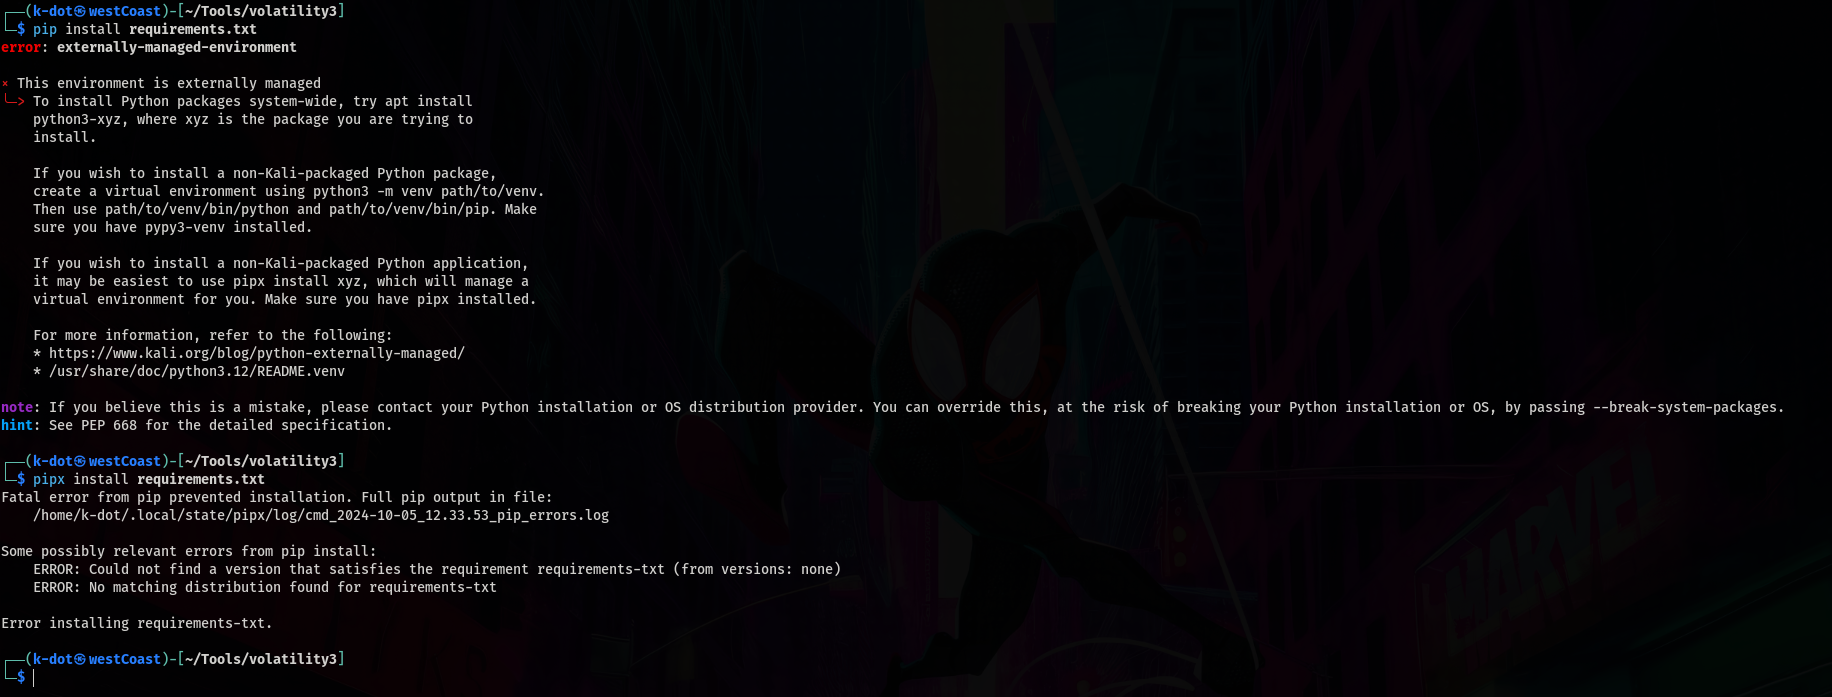 ┌──(k-dot㉿westCoast)-[~/Tools/volatility3]
└─$ pip install requirements.txt
error: externally-managed-environment
× This environment is externally managed
╰─> To install Python packages system-wide, try apt install
python3-xyz, where xyz is the package you are trying to
install.
If you wish to install a non-Kali-packaged Python package,
create a virtual environment using python3 -m venv path/to/venv.
Then use path/to/venv/bin/python and path/to/venv/bin/pip. Make
sure you have pypy3-venv installed.
If you wish to install a non-Kali-packaged Python application,
it may be easiest to use pipx install xyz, which will manage a
virtual environment for you. Make sure you have pipx installed.
For more information, refer to the following:
* https://www.kali.org/blog/python-externally-managed/
* /usr/share/doc/python3.12/README.venv
note: If you believe this is a mistake, please contact your Python installation or OS distribution provider. You can override this, at the risk of breaking your Python installation or OS, by passing --break-system-packages.
hint: See PEP 668 for the detailed specification.
┌──(k-dot㉿westCoast)-[~/Tools/volatility3]
└─$ pipx install requirements.txt
Fatal error from pip prevented installation. Full pip output in file:
/home/k-dot/.local/state/pipx/log/cmd_2024-10-05_12.33.53_pip_errors.log
Some possibly relevant errors from pip install:
ERROR: Could not find a version that satisfies the requirement requirements-txt (from versions: none)
ERROR: No matching distribution found for requirements-txt
Error installing requirements-txt.
┌──(k-dot㉿westCoast)-[~/Tools/volatility3]
└─$
MARVEL